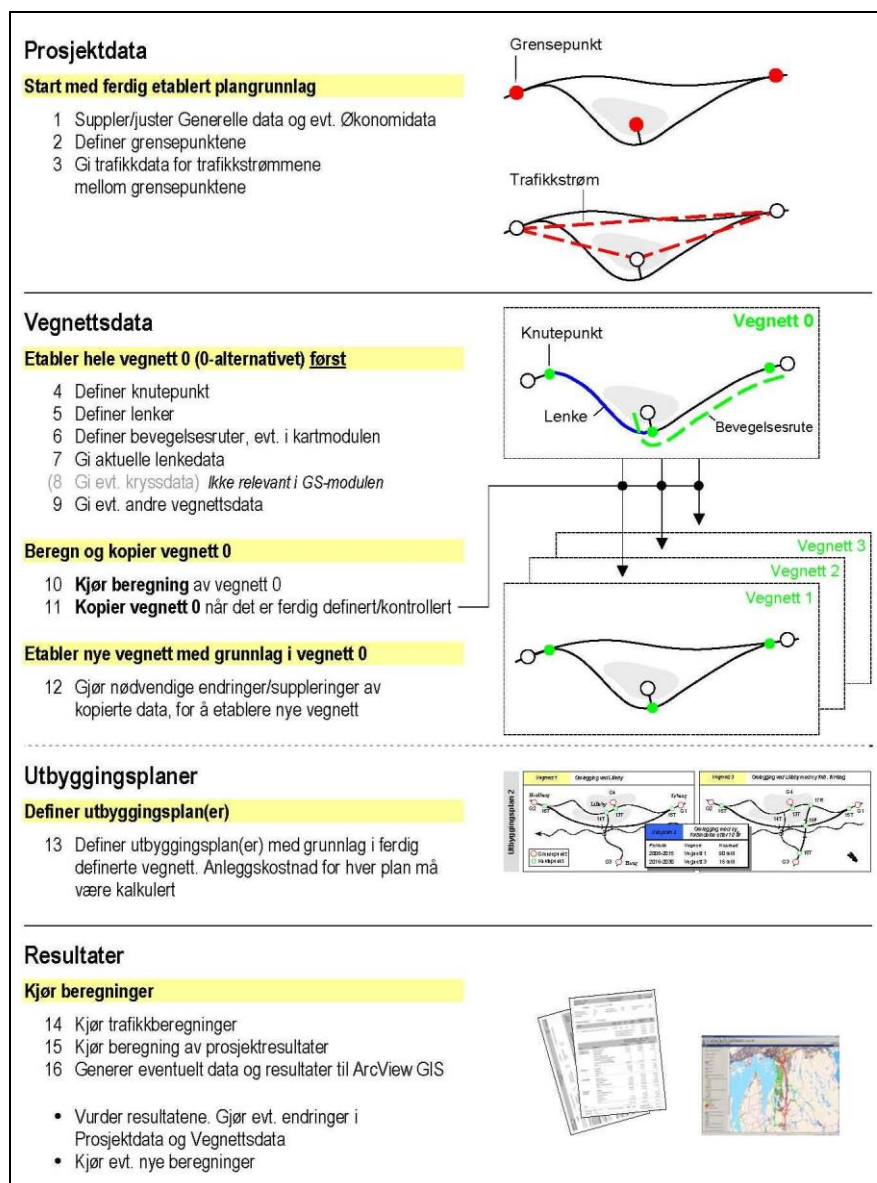 Prosjektdata
Start med ferdig etablert plangrunnlag
1 Suppler/juster Generelle data og evt. Økonomidata
2 Definer grensepunktene
3 Gi trafikkdata for trafikkstrømmene
mellom grensepunktene
Grensepunkt
Trafikkstrøm
Vegnettsdata
Etabler hele vegnett 0 (0-alternativet) først
4 Definer knutepunkt
5 Definer lenker
6 Definer bevegelsesruter, evt. i kartmodulen
7 Gi aktuelle lenkedata
(8 Gi evt. kryssdata) Ikke relevant i GS-modulen
9 Gi evt. andre vegnettsdata
Vegnett 0
Knutepunkt
Lenke
Bevegelsesrute
Beregn og kopier vegnett 0
10 Kjør beregning av vegnett 0
11 Kopier vegnett 0 når det er ferdig definert/kontrollert
Vegnett 3
Vegnett 2
Vegnett 1
Etabler nye vegnett med grunnlag i vegnett 0
12 Gjør nødvendige endringer/suppleringer av
kopierte data, for å etablere nye vegnett
Utbyggingsplaner
Definer utbyggingsplan(er)
13 Definer utbyggingsplan(er) med grunnlag i ferdig
definerte vegnett. Anleggskostnad for hver plan må
være kalkulert
Utbyggingsplan 2
Vegnett 1
G2
G1
G3
Resultater
Kjør beregninger
14 Kjør trafikkberegninger
15 Kjør beregning av prosjektresultater
16 Generer eventuelt data og resultater til ArcView GIS
• Vurder resultatene. Gjør evt. endringer i
Prosjektdata og Vegnettsdata
• Kjør evt. nye beregninger